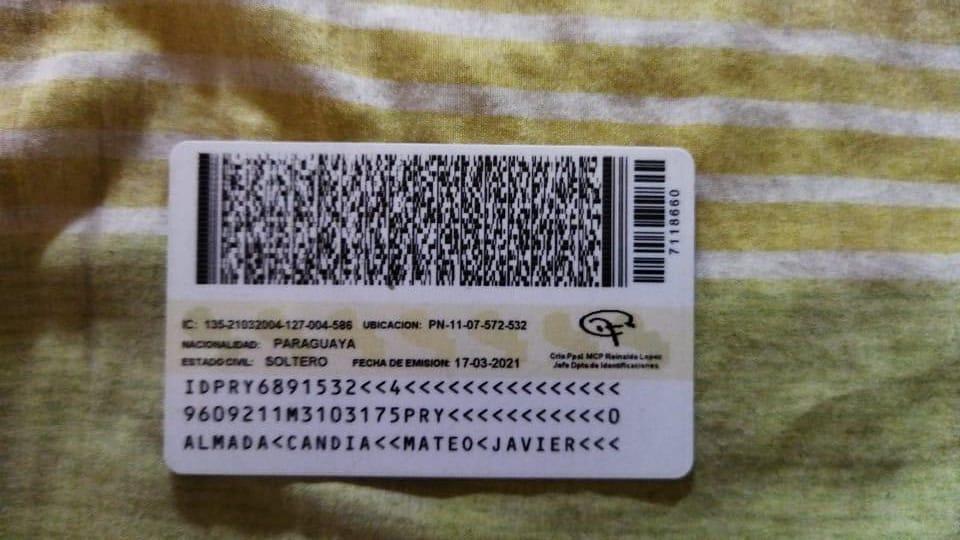 7118660
IC: 135-21032004-127-004-586 UBICACION: PN-11-07-572-532
NACIONALIDAD: PARAGUAYA
ESTADO CIVIL: SOLTERO FECHA DE EMISION: 17-03-2021
Crio Ppal MCP Reinaldo Lopez
Jefe Dpto de Identificaciones
IDPRY6891532<<4<<<<<<<<<<<<<<<
9609211M3103175PRY<<<<<<<<<<<0
ALMADA<CANDIA<<MATEO<JAVIER<<<